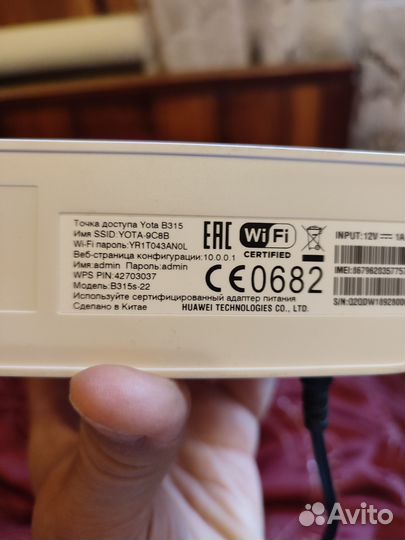 Точка доступа Yota B315
Имя SSID: YOTA-9C8B
Wi-Fi пароль: YR1T043AN0L
Веб-страница конфигурации: 10.0.0.1
Имя:admin Пароль:admin
WPS PIN: 42703037
Модель: B315s-22
Используйте сертифицированный адаптер питания
Сделано в Китае
EAC
Wi Fi
CERTIFIED
CE0682
HUAWEI TECHNOLOGIES CO., LTD.
INPUT: 12V ⎓ 1A
IMEI:
S/N:
Avito